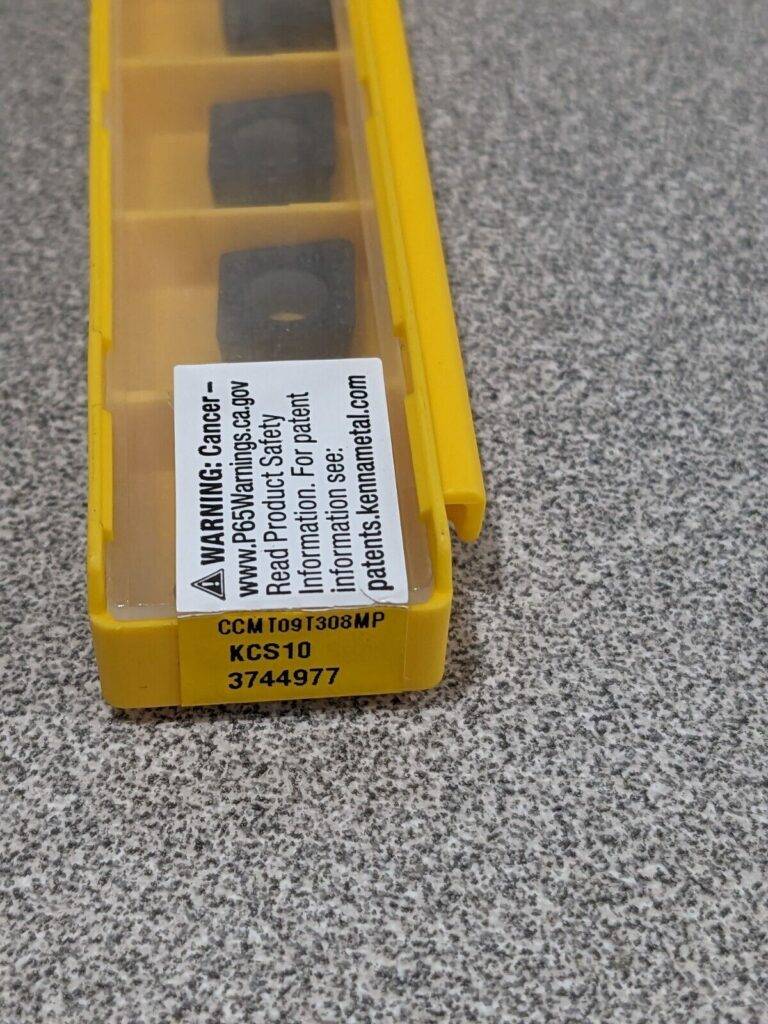 WARNING: Cancer –
www.P65Warnings.ca.gov
Read Product Safety
Information. For patent
information see:
patents.kennametal.com
CCMT09T308MP
KCS10
3744977